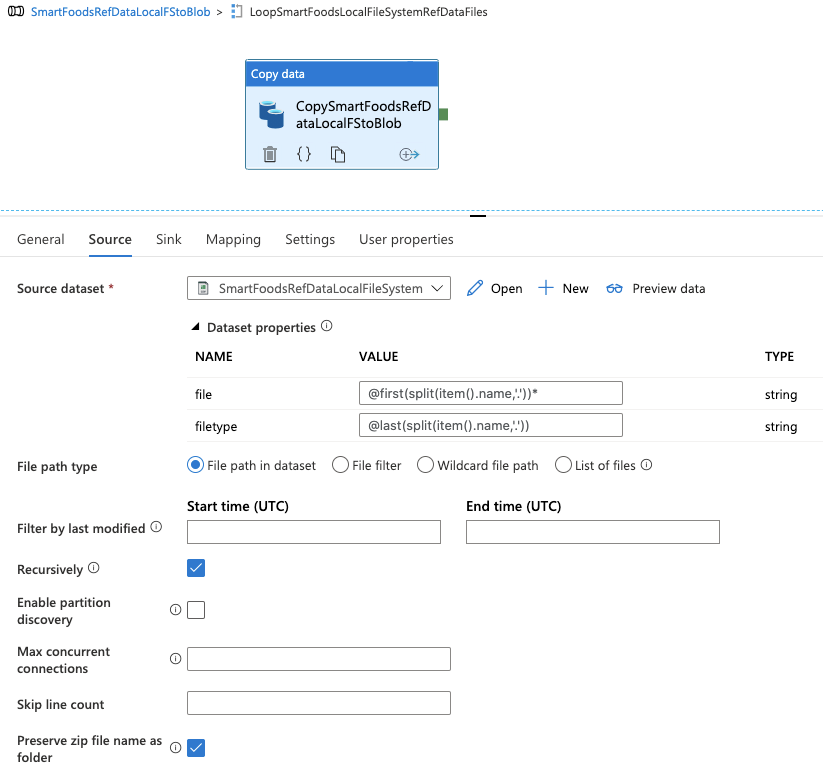 SmartFoodsRefDataLocalFStoBlob > LoopSmartFoodsLocalFileSystemRefDataFiles
Copy data
CopySmartFoodsRefD
ataLocalFStoBlob
General Source Sink Mapping Settings User properties
Source dataset * SmartFoodsRefDataLocalFileSystem Open New Preview data
Dataset properties
NAME VALUE TYPE
file @first(split(item().name,'.'))* string
filetype @last(split(item().name,'.')) string
File path type File path in dataset File filter Wildcard file path List of files
Start time (UTC) End time (UTC)
Filter by last modified
Recursively
Enable partition
discovery
Max concurrent
connections
Skip line count
Preserve zip file name as
folder